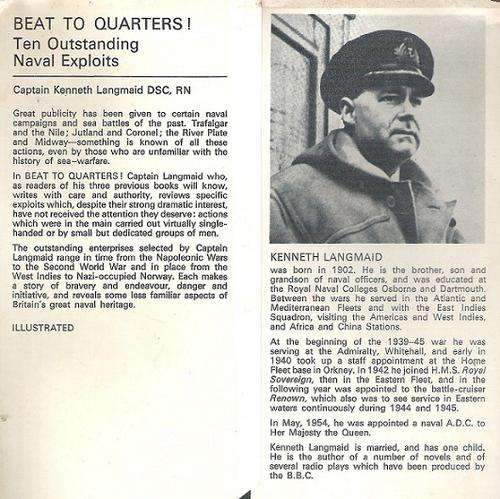 BEAT TO QUARTERS!
Ten Outstanding
Naval Exploits
Captain Kenneth Langmaid DSC, RN
Great publicity has been given to certain naval
campaigns and sea battles of the past. Trafalgar
and the Nile; Jutland and Coronel; the River Plate
and Midway—something is known of all these
actions, even by those who are unfamiliar with the
history of sea-warfare.
In BEAT TO QUARTERS! Captain Langmaid who,
as readers of his three previous books will know,
writes with care and authority, reviews specific
exploits which, despite their strong dramatic interest,
have not received the attention they deserve: actions
which were in the main carried out virtually single-
handed or by small but dedicated groups of men.
The outstanding enterprises selected by Captain
Langmaid range in time from the Napoleonic Wars
to the Second World War and in place from the
West Indies to Nazi-occupied Norway. Each makes
a story of bravery and endeavour, danger and
initiative, and reveals some less familiar aspects of
Britain's great naval heritage.
ILLUSTRATED
KENNETH LANGMAID
was born in 1902. He is the brother, son and
grandson of naval officers, and was educated at
the Royal Naval Colleges Osborne and Dartmouth.
Between the wars he served in the Atlantic and
Mediterranean Fleets and with the East Indies
Squadron, visiting the Americas and West Indies,
and Africa and China Stations.
At the beginning of the 1939-45 war he was
serving at the Admiralty, Whitehall, and early in
1940 took up a staff appointment at the Home
Fleet base in Orkney. In 1942 he joined H.M.S. Royal
Sovereign, then in the Eastern Fleet, and in the
following year was appointed to the battle-cruiser
Renown, which also was to see service in Eastern
waters continuously during 1944 and 1945.
In May, 1954, he was appointed a naval A.D.C. to
Her Majesty the Queen.
Kenneth Langmaid is married, and has one child.
He is the author of a number of novels and of
several radio plays which have been produced by
the B.B.C.